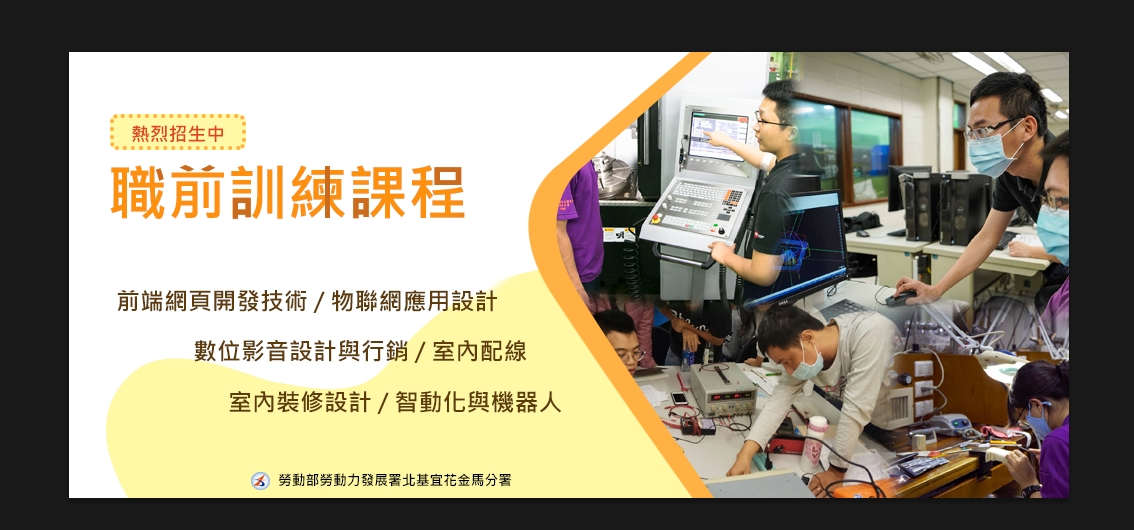 熱烈招生中
職前訓練課程
前端網頁開發技術 / 物聯網應用設計
數位影音設計與行銷 / 室內配線
室內裝修設計 / 智動化與機器人
勞動部勞動力發展署北基宜花金馬分署